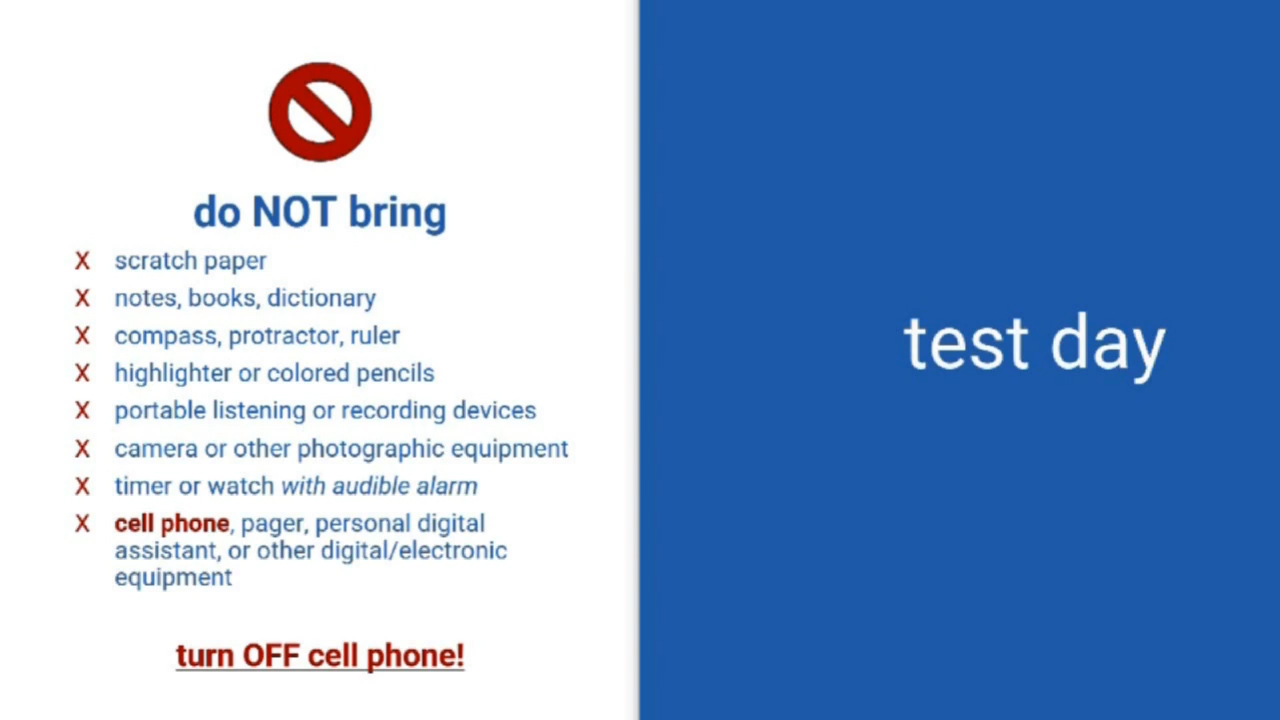 do NOT bring
X scratch paper
X notes, books, dictionary
X compass, protractor, ruler
X highlighter or colored pencils
X portable listening or recording devices
X camera or other photographic equipment
X timer or watch with audible alarm
X cell phone, pager, personal digital
assistant, or other digital/electronic
equipment
turn OFF cell phone!
test day